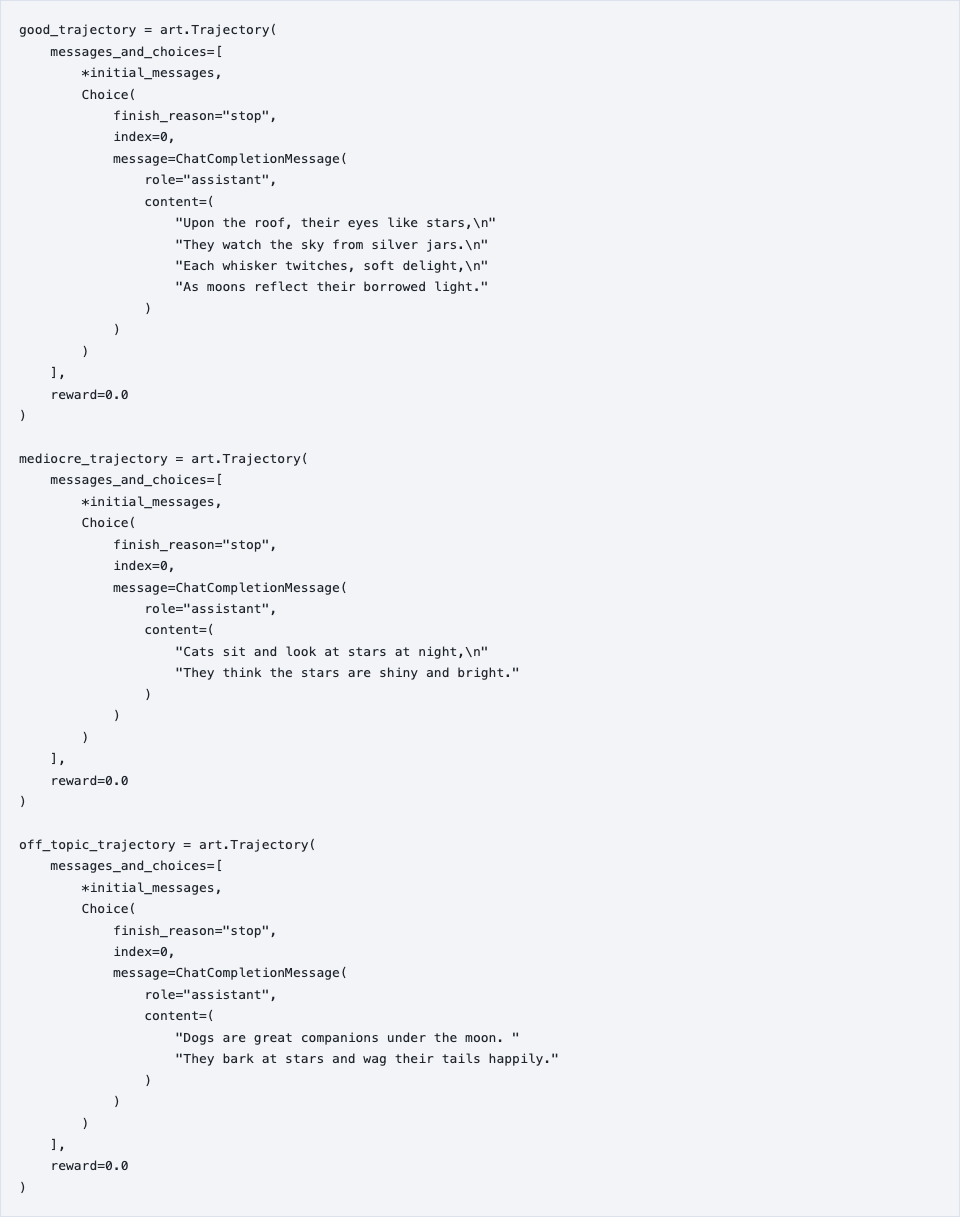 good_trajectory = art.Trajectory(
    messages_and_choices=[
        *initial_messages,
        Choice(
            finish_reason="stop",
            index=0,
            message=ChatCompletionMessage(
                role="assistant",
                content=(
                    "Upon the roof, their eyes like stars,\n"
                    "They watch the sky from silver jars.\n"
                    "Each whisker twitches, soft delight,\n"
                    "As moons reflect their borrowed light."
                )
            )
        )
    ],
    reward=0.0
)

mediocre_trajectory = art.Trajectory(
    messages_and_choices=[
        *initial_messages,
        Choice(
            finish_reason="stop",
            index=0,
            message=ChatCompletionMessage(
                role="assistant",
                content=(
                    "Cats sit and look at stars at night,\n"
                    "They think the stars are shiny and bright."
                )
            )
        )
    ],
    reward=0.0
)

off_topic_trajectory = art.Trajectory(
    messages_and_choices=[
        *initial_messages,
        Choice(
            finish_reason="stop",
            index=0,
            message=ChatCompletionMessage(
                role="assistant",
                content=(
                    "Dogs are great companions under the moon. "
                    "They bark at stars and wag their tails happily."
                )
            )
        )
    ],
    reward=0.0
)